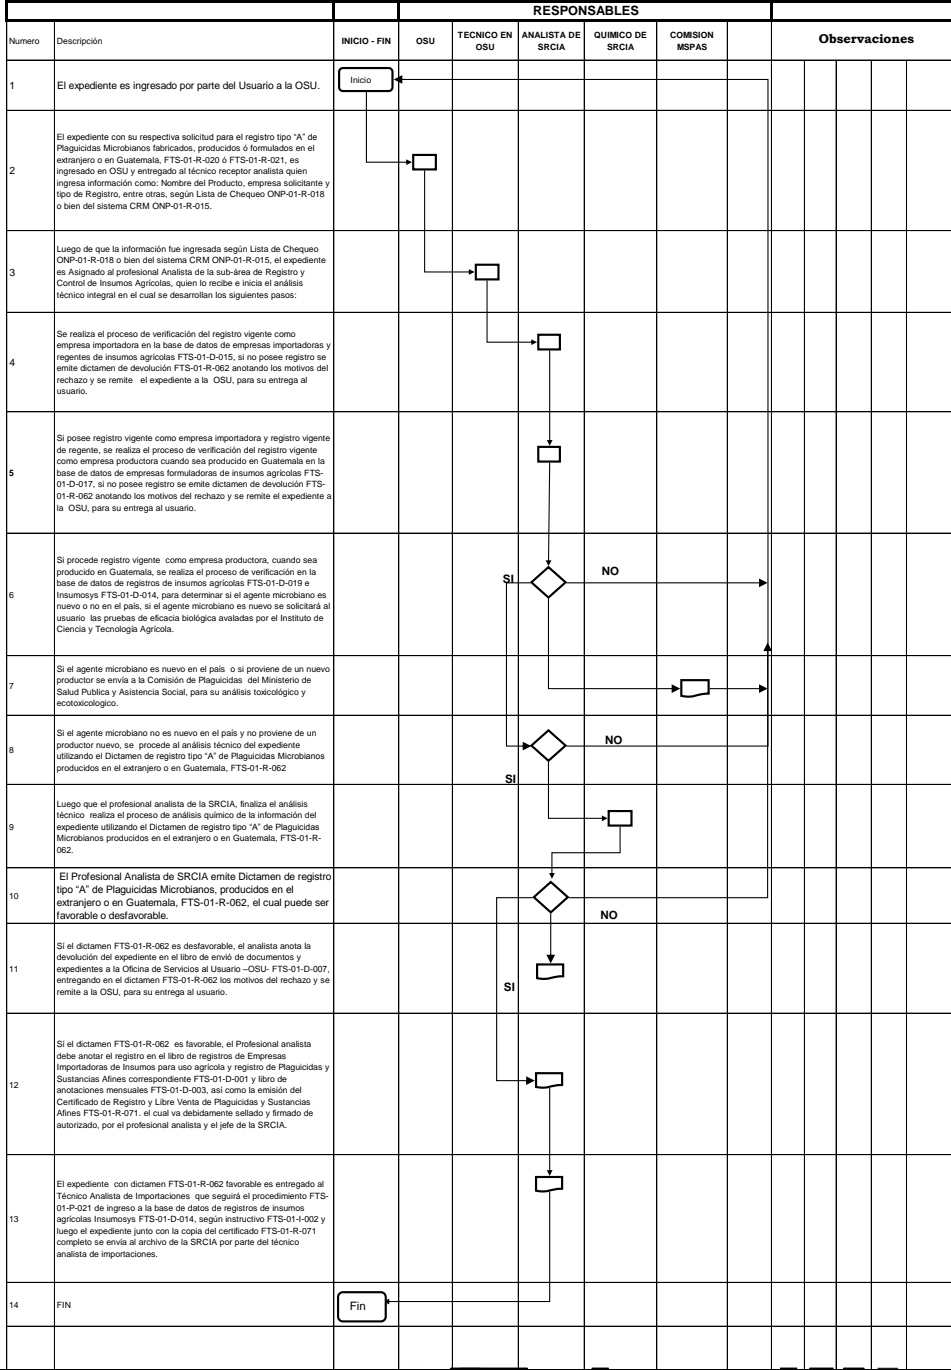 RESPONSABLES
Numero
Descripción
INICIO - FIN
OSU
TECNICO EN
OSU
ANALISTA DE
SRCIA
QUIMICO DE
SRCIA
COMISION
MSPAS
Observaciones
1
El expediente es ingresado por parte del Usuario a la OSU.
Inicio
2
El expediente con su respectiva solicitud para el registro tipo “A” de
Plaguicidas Microbianos fabricados, producidos ó formulados en el
extranjero o en Guatemala, FTS-01-R-020 ó FTS-01-R-021, es
ingresado en OSU y entregado al técnico receptor analista quien
ingresa información como: Nombre del Producto, empresa solicitante y
tipo de Registro, entre otras, según Lista de Chequeo ONP-01-R-018
o bien del sistema CRM ONP-01-R-015.
3
Luego de que la información fue ingresada según Lista de Chequeo
ONP-01-R-018 o bien del sistema CRM ONP-01-R-015, el expediente
es Asignado al profesional Analista de la sub-área de Registro y
Control de Insumos Agrícolas, quien lo recibe e inicia el análisis
técnico integral en el cual se desarrollan los siguientes pasos:
4
Se realiza el proceso de verificación del registro vigente como
empresa importadora en la base de datos de empresas importadoras y
regentes de insumos agrícolas FTS-01-D-015, si no posee registro se
emite dictamen de devolución FTS-01-R-062 anotando los motivos del
rechazo y se remite el expediente a la OSU, para su entrega al
usuario.
5
Si posee registro vigente como empresa importadora y registro vigente
de regente, se realiza el proceso de verificación del registro vigente
como empresa productora cuando sea producido en Guatemala en la
base de datos de empresas formuladoras de insumos agrícolas FTS-
01-D-017, si no posee registro se emite dictamen de devolución FTS-
01-R-062 anotando los motivos del rechazo y se remite el expediente a
la OSU, para su entrega al usuario.
6
Si procede registro vigente como empresa productora, cuando sea
producido en Guatemala, se realiza el proceso de verificación en la
base de datos de registros de insumos agrícolas FTS-01-D-019 e
Insumosys FTS-01-D-014, para determinar si el agente microbiano es
nuevo o no en el país, si el agente microbiano es nuevo se solicitará al
usuario las pruebas de eficacia biológica avaladas por el Instituto de
Ciencia y Tecnología Agrícola.
SI
NO
7
Si el agente microbiano es nuevo en el país o si proviene de un nuevo
productor se envía a la Comisión de Plaguicidas del Ministerio de
Salud Publica y Asistencia Social, para su análisis toxicológico y
ecotoxicologico.
8
Si el agente microbiano no es nuevo en el país y no proviene de un
productor nuevo, se procede al análisis técnico del expediente
utilizando el Dictamen de registro tipo “A” de Plaguicidas Microbianos
producidos en el extranjero o en Guatemala, FTS-01-R-062
NO
SI
9
Luego que el profesional analista de la SRCIA, finaliza el análisis
técnico realiza el proceso de análisis químico de la información del
expediente utilizando el Dictamen de registro tipo “A” de Plaguicidas
Microbianos producidos en el extranjero o en Guatemala, FTS-01-R-
062.
10
El Profesional Analista de SRCIA emite Dictamen de registro
tipo “A” de Plaguicidas Microbianos, producidos en el
extranjero o en Guatemala, FTS-01-R-062, el cual puede ser
favorable o desfavorable.
NO
11
Sí el dictamen FTS-01-R-062 es desfavorable, el analista anota la
devolución del expediente en el libro de envió de documentos y
expedientes a la Oficina de Servicios al Usuario –OSU- FTS-01-D-007,
entregando en el dictamen FTS-01-R-062 los motivos del rechazo y se
remite a la OSU, para su entrega al usuario.
SI
12
Sí el dictamen FTS-01-R-062 es favorable, el Profesional analista
debe anotar el registro en el libro de registros de Empresas
Importadoras de Insumos para uso agrícola y registro de Plaguicidas y
Sustancias Afines correspondiente FTS-01-D-001 y libro de
anotaciones mensuales FTS-01-D-003, así como la emisión del
Certificado de Registro y Libre Venta de Plaguicidas y Sustancias
Afines FTS-01-R-071. el cual va debidamente sellado y firmado de
autorizado, por el profesional analista y el jefe de la SRCIA.
13
El expediente con dictamen FTS-01-R-062 favorable es entregado al
Técnico Analista de Importaciones que seguirá el procedimiento FTS-
01-P-021 de ingreso a la base de datos de registros de insumos
agrícolas Insumosys FTS-01-D-014, según instructivo FTS-01-I-002 y
luego el expediente junto con la copia del certificado FTS-01-R-071
completo se envía al archivo de la SRCIA por parte del técnico
analista de importaciones.
14
FIN
Fin